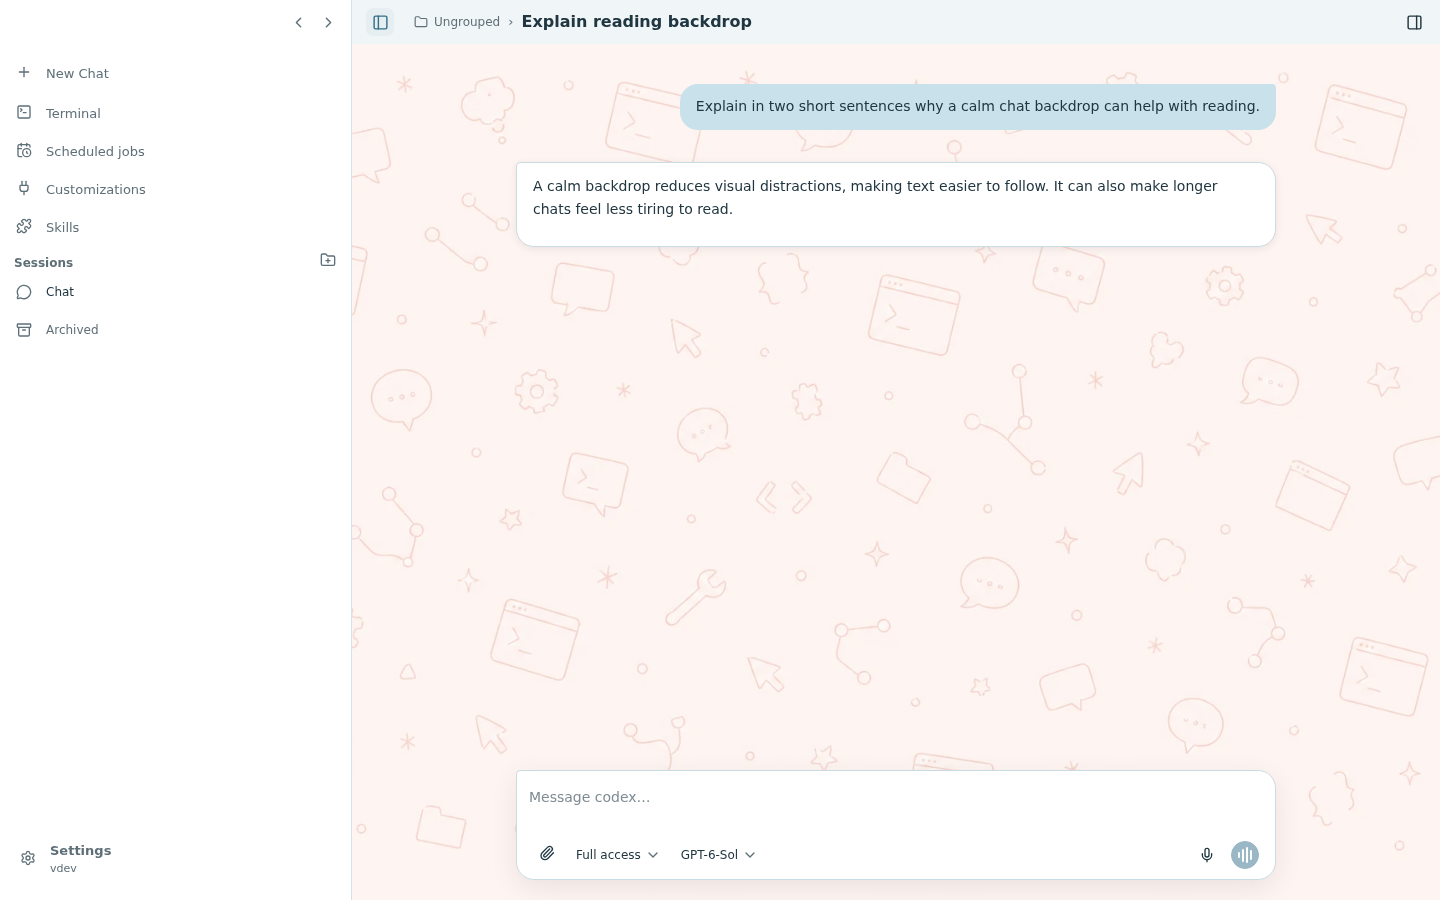 Ungrouped › Explain reading backdrop
New Chat
Terminal
Scheduled jobs
Customizations
Skills
Sessions
Chat
Archived
Settings
vdev
Explain in two short sentences why a calm chat backdrop can help with reading.
A calm backdrop reduces visual distractions, making text easier to follow. It can also make longer
chats feel less tiring to read.
Message codex...
Full access
GPT-6-Sol